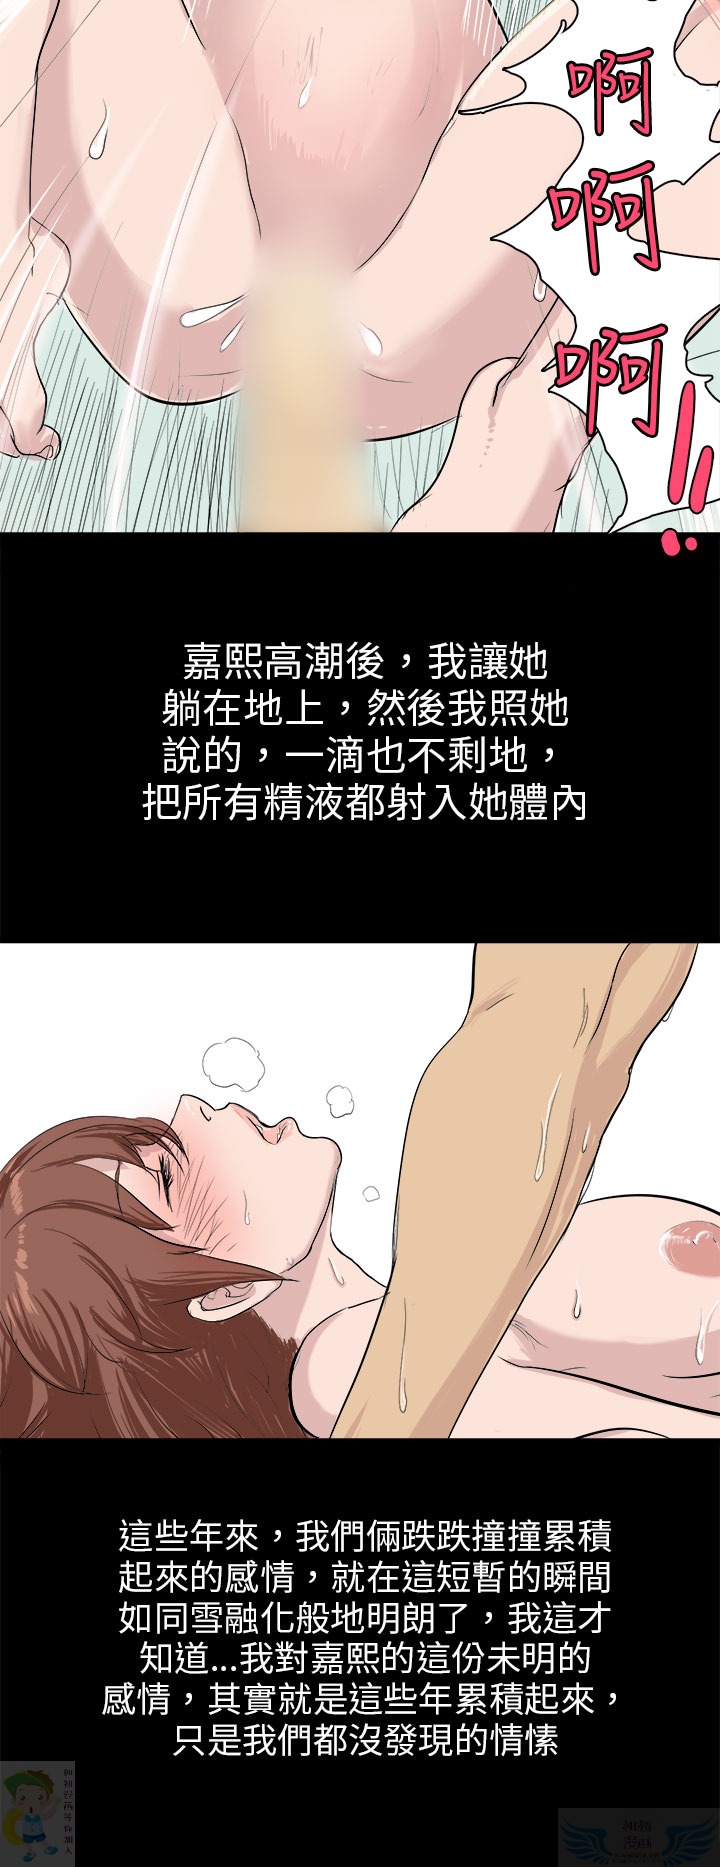 啊
啊
啊
!!
嘉熙高潮後，我讓她
躺在地上，然後我照她
說的，一滴也不剩地，
把所有精液都射入她體內
這些年來，我們倆跌跌撞撞累積
起來的感情，就在這短暫的瞬間
如同雪融化般地明朗了，我這才
知道...我對嘉熙的這份未明的
感情，其實就是這些年累積起來，
只是我們都沒發現的情愫